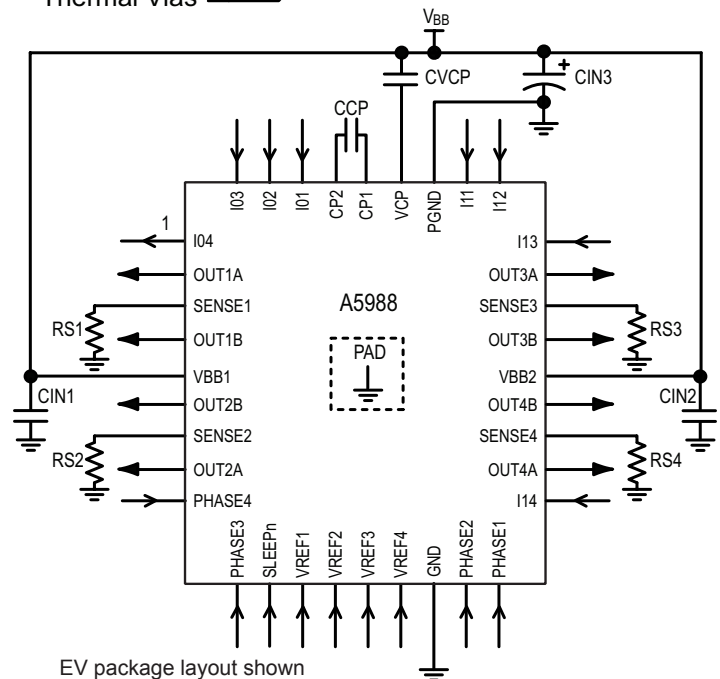 Thermal Vias
VBB
CVCP
CIN3
CCP
I03
I02
I01
CP2
CP1
VCP
PGND
I11
I12
1
I04
I13
OUT1A
OUT3A
SENSE1
A5988
SENSE3
RS1
RS3
OUT1B
OUT3B
PAD
VBB1
VBB2
CIN1
CIN2
OUT2B
OUT4B
SENSE2
SENSE4
RS2
RS4
OUT2A
OUT4A
PHASE4
I14
PHASE3
SLEEPn
VREF1
VREF2
VREF3
VREF4
GND
PHASE2
PHASE1
EV package layout shown